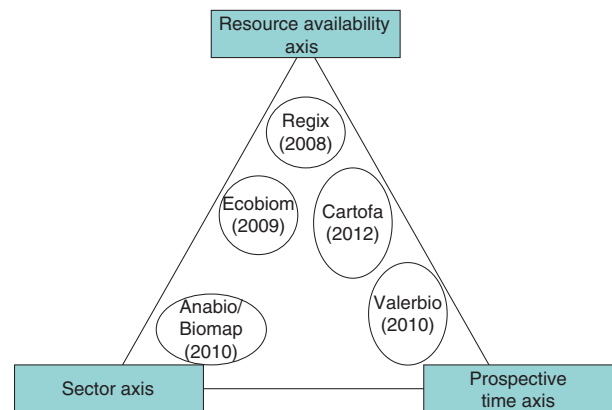 Resource availability
axis
Regix
(2008)
Ecobiom
(2009)
Cartofa
(2012)
Anabio/
Biomap
(2010)
Valerbio
(2010)
Sector axis
Prospective
time axis